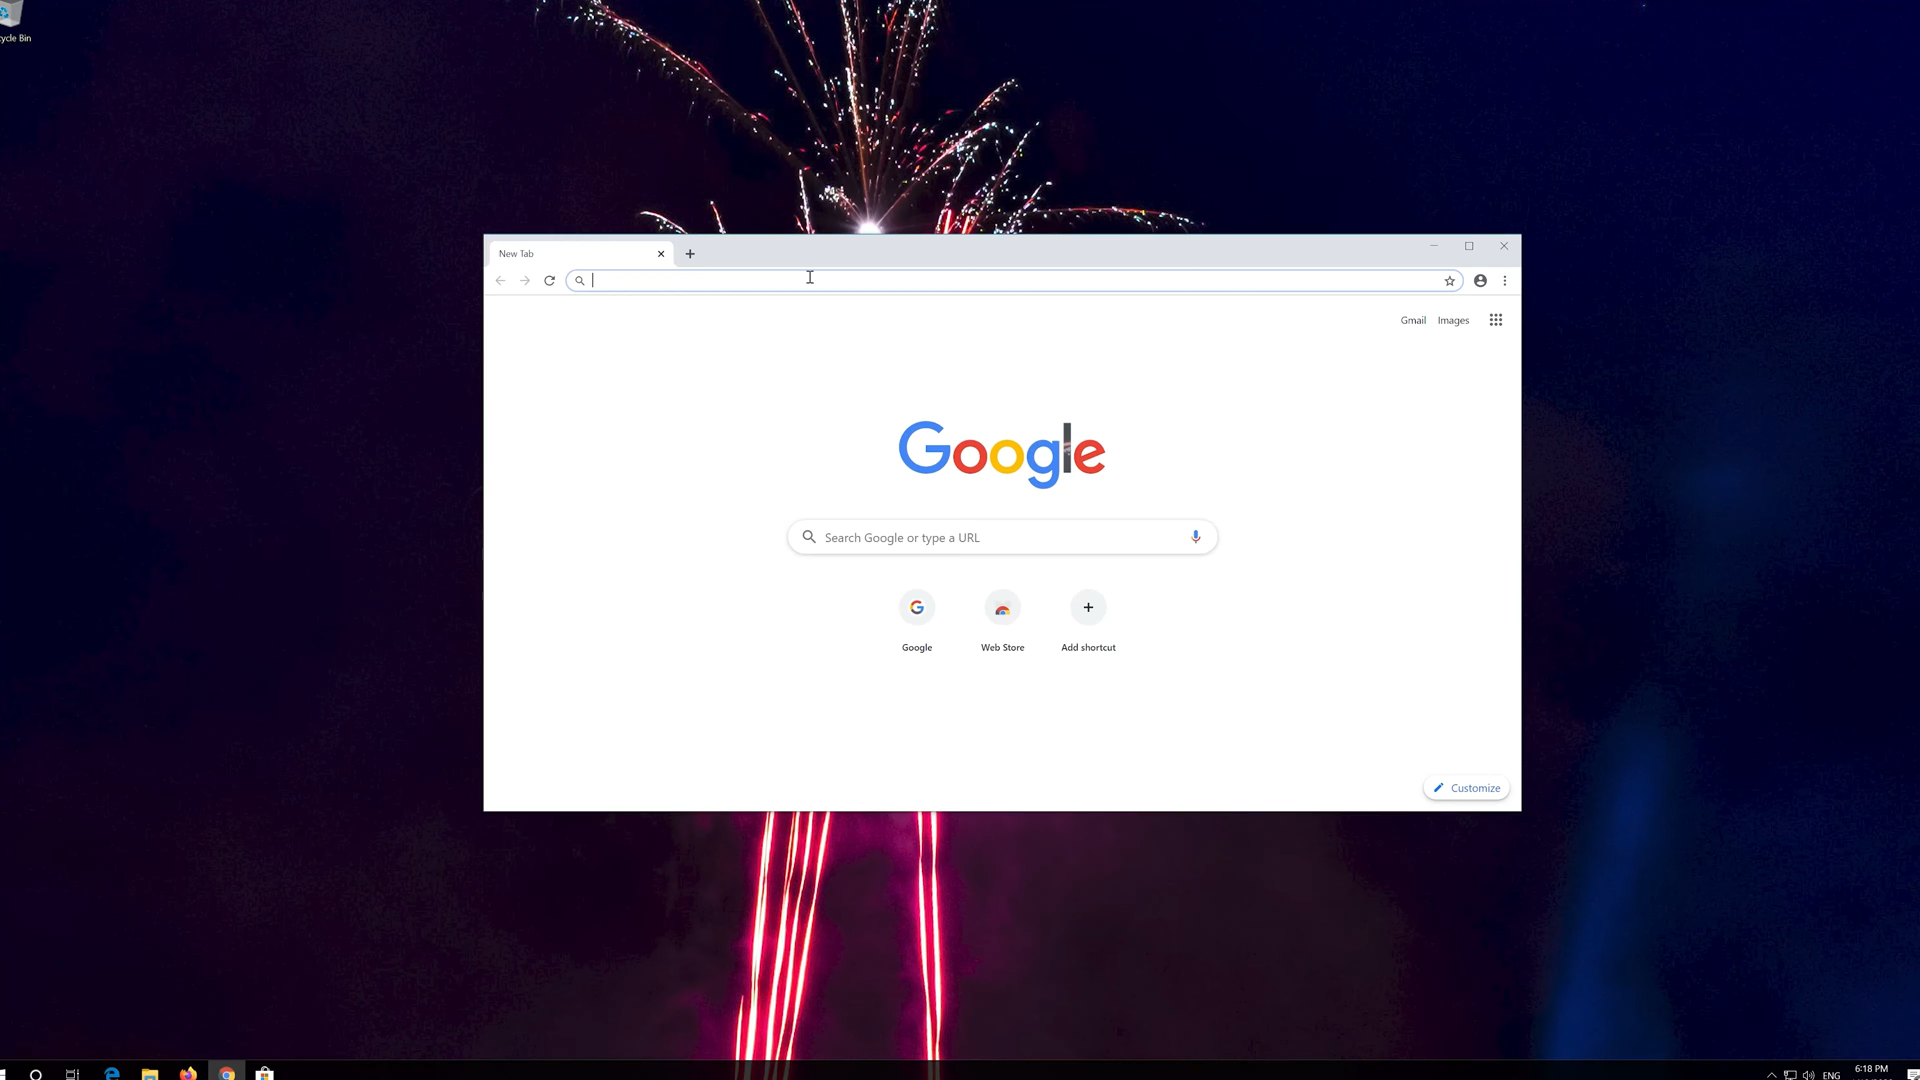 cycle Bin
New Tab
Gmail Images
Google
Search Google or type a URL
Google Web Store Add shortcut
Customize
ENG 6:18 PM